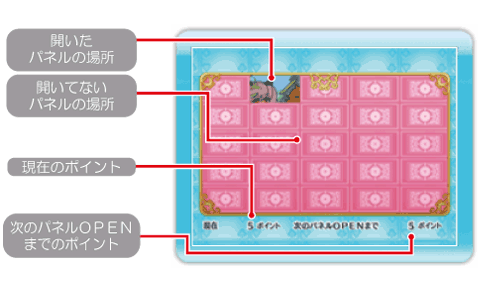 開いた
パネルの場所
開いてない
パネルの場所
現在のポイント
次のパネルOPEN
までのポイント
現在 5 ポイント 次のパネルOPENまで 5 ポイント